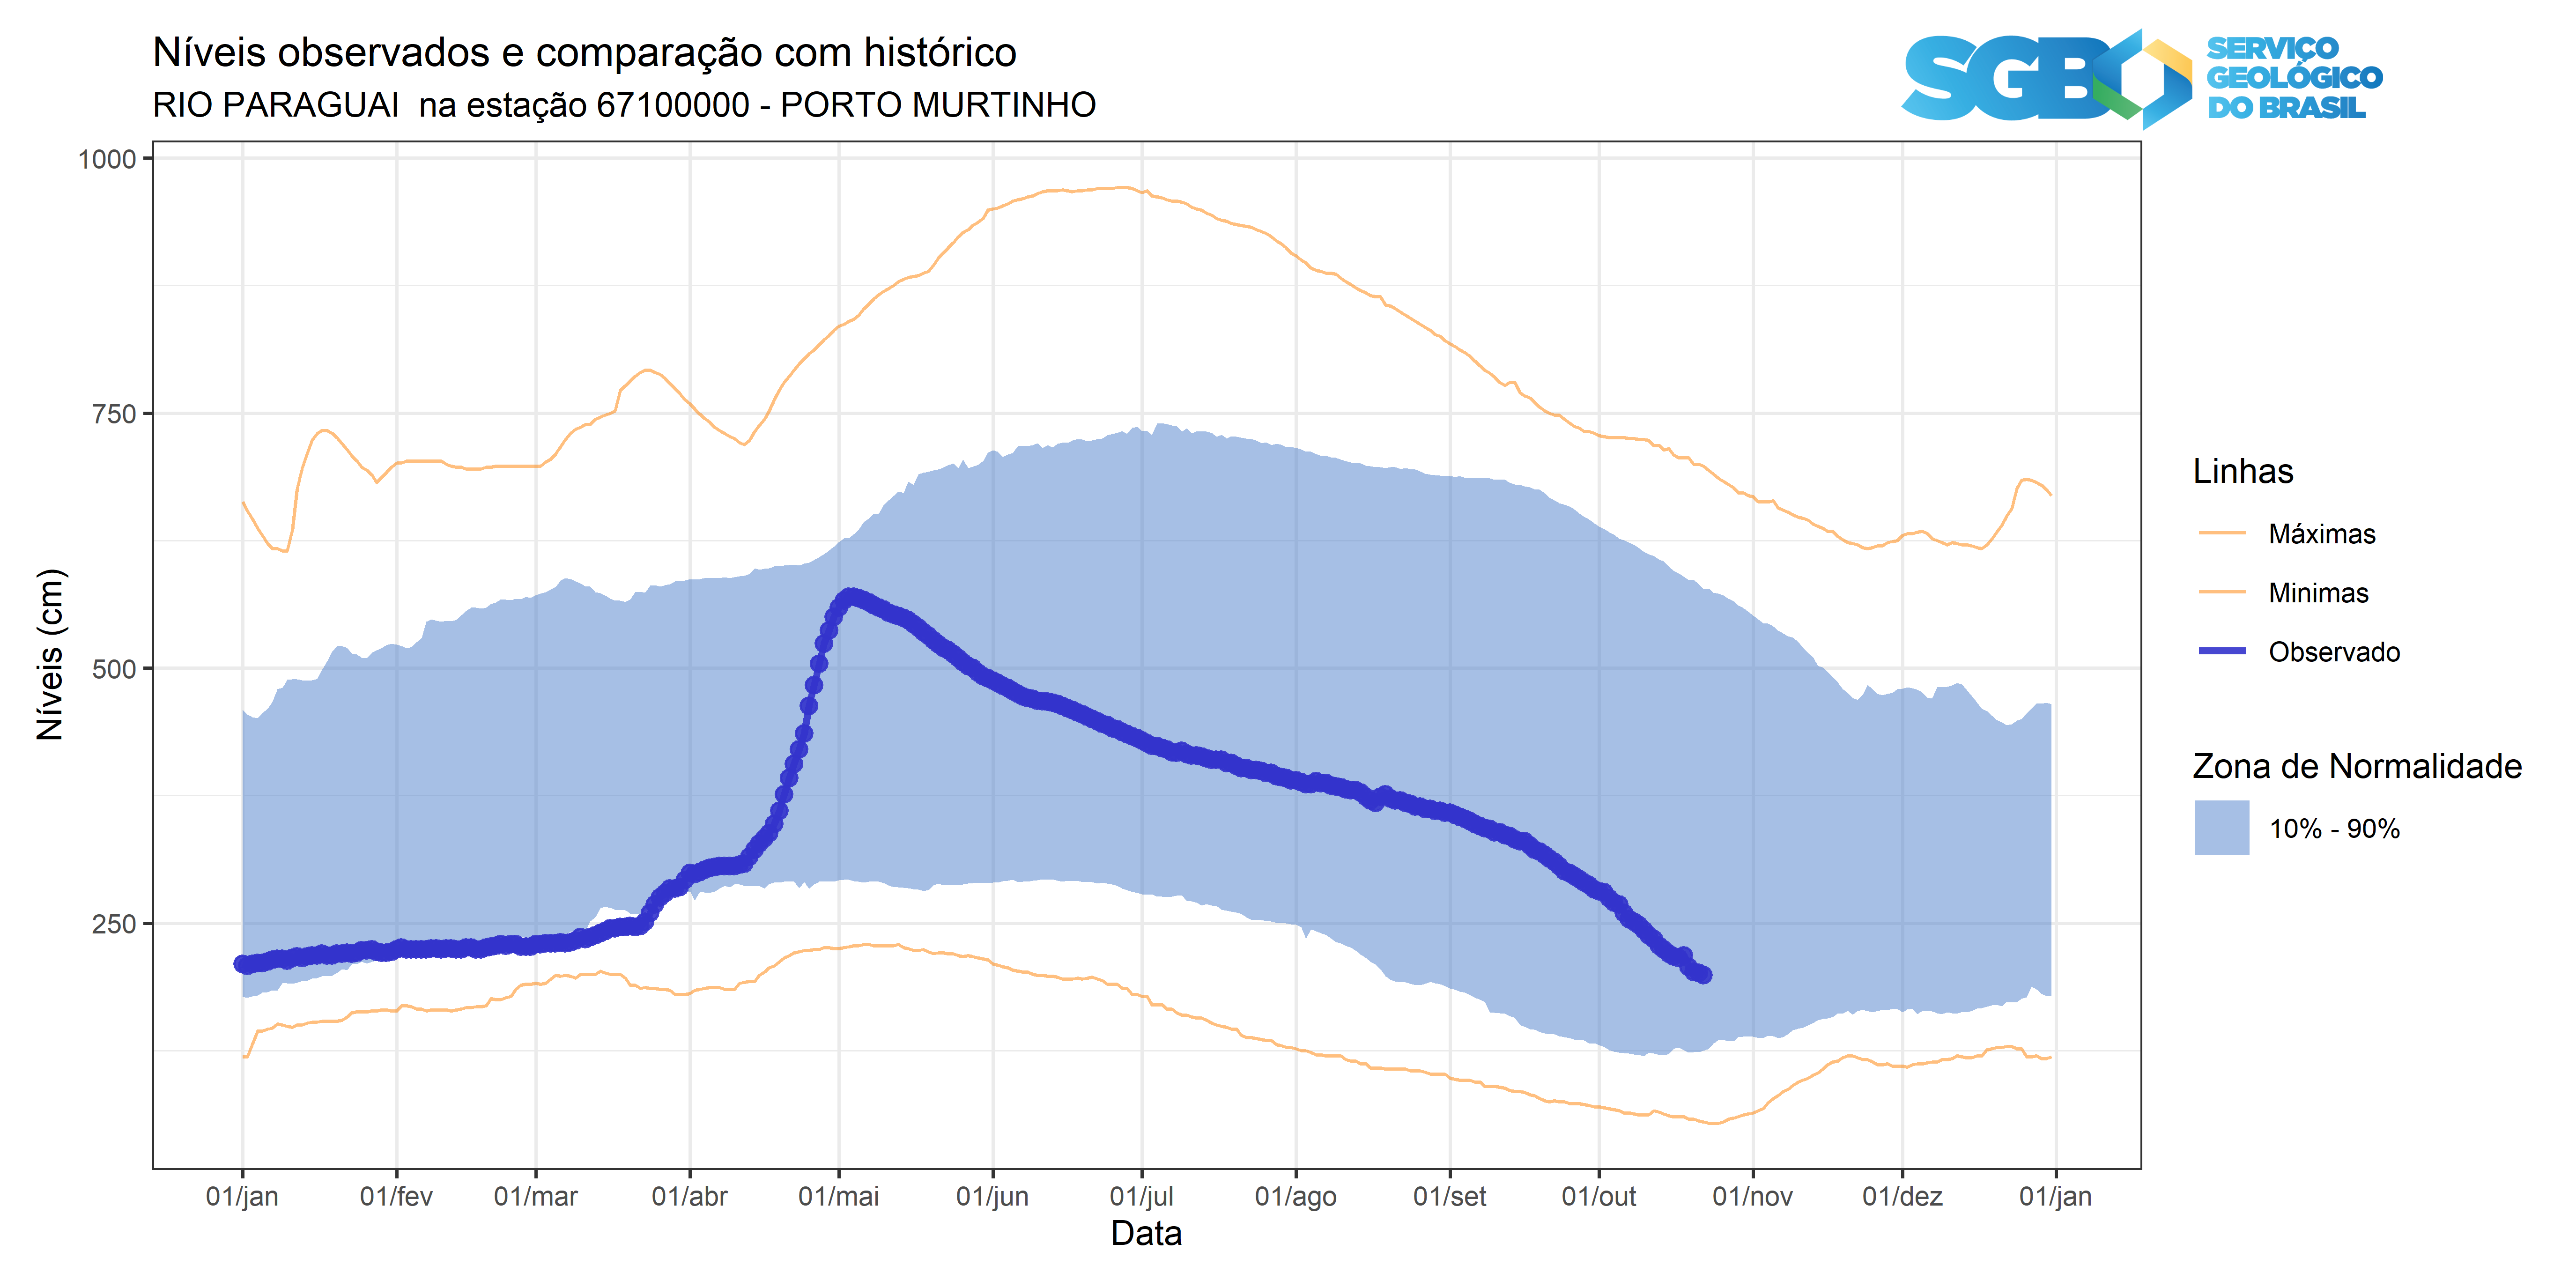 Níveis observados e comparação com histórico
RIO PARAGUAI  na estação 67100000 - PORTO MURTINHO
SGB
SERVIÇO
GEOLÓGICO
DO BRASIL
1000
750
500
250
Níveis (cm)
01/jan
01/fev
01/mar
01/abr
01/mai
01/jun
01/jul
01/ago
01/set
01/out
01/nov
01/dez
01/jan
Data
Linhas
Máximas
Minimas
Observado
Zona de Normalidade
10% - 90%